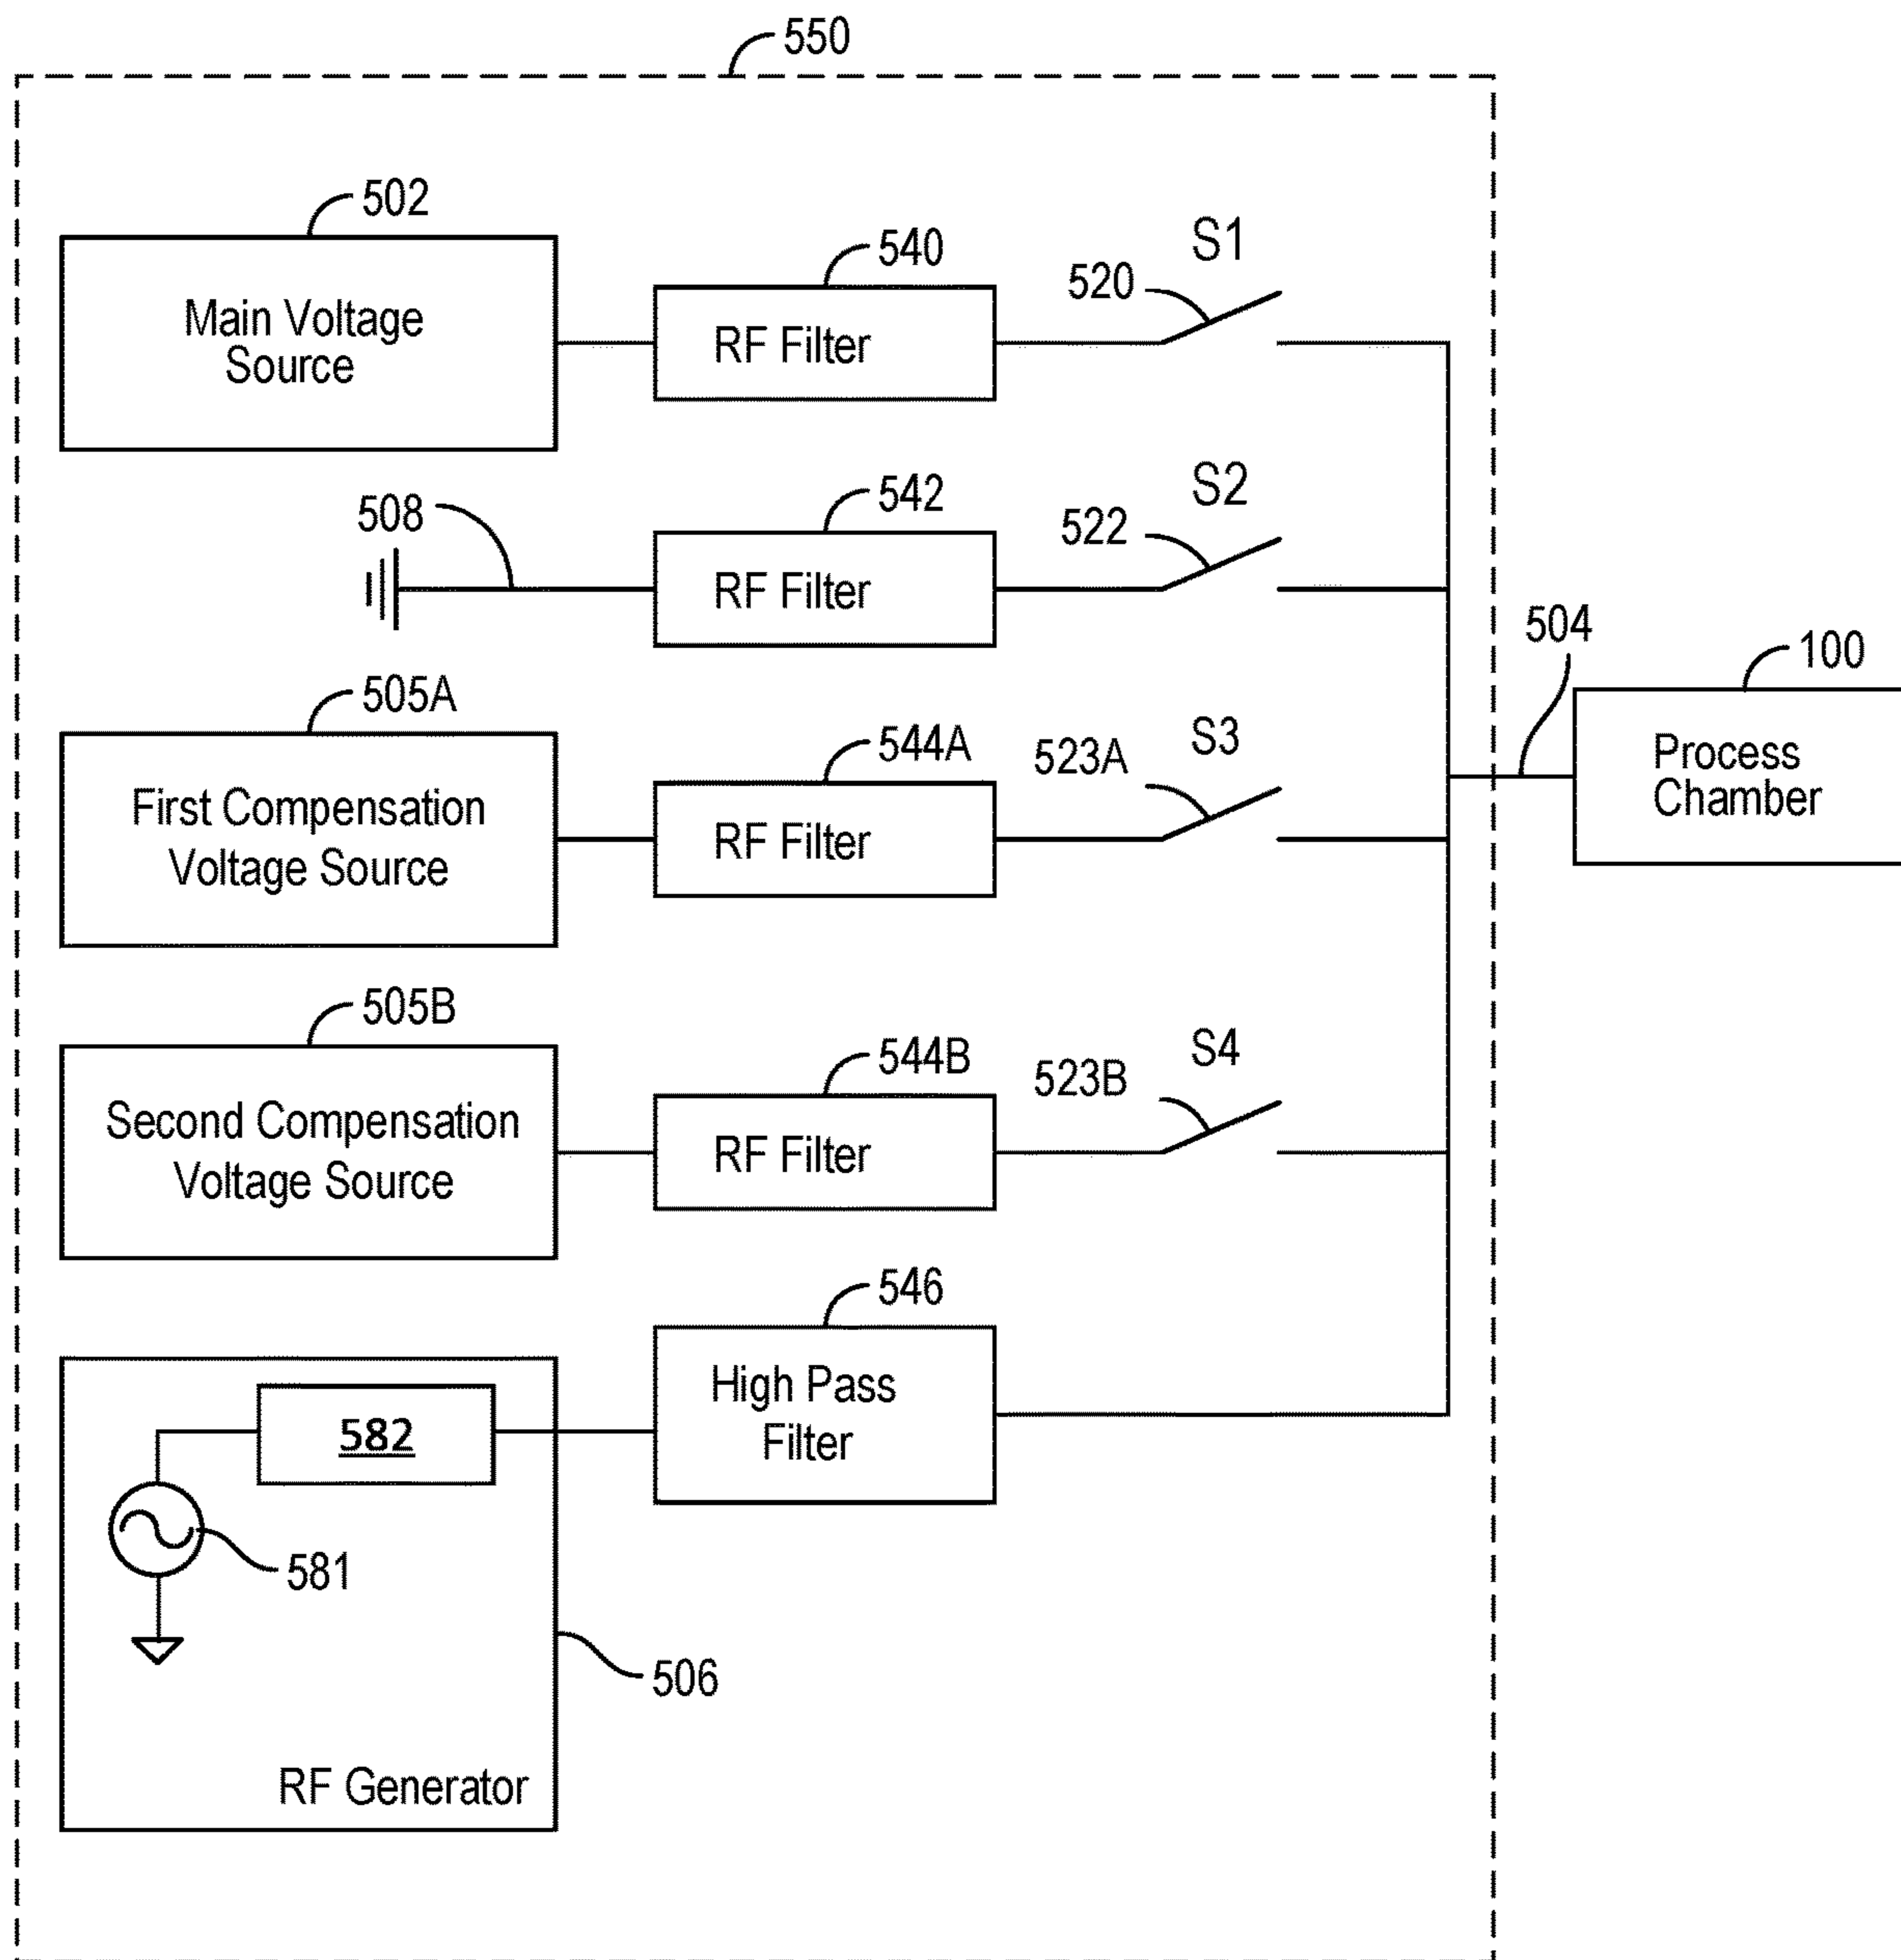 550
502
Main Voltage
Source
540
RF Filter
S1
520
508
542
RF Filter
S2
522
504
100
Process
Chamber
505A
First Compensation
Voltage Source
544A
RF Filter
S3
523A
505B
Second Compensation
Voltage Source
544B
RF Filter
S4
523B
546
High Pass
Filter
582
581
506
RF Generator